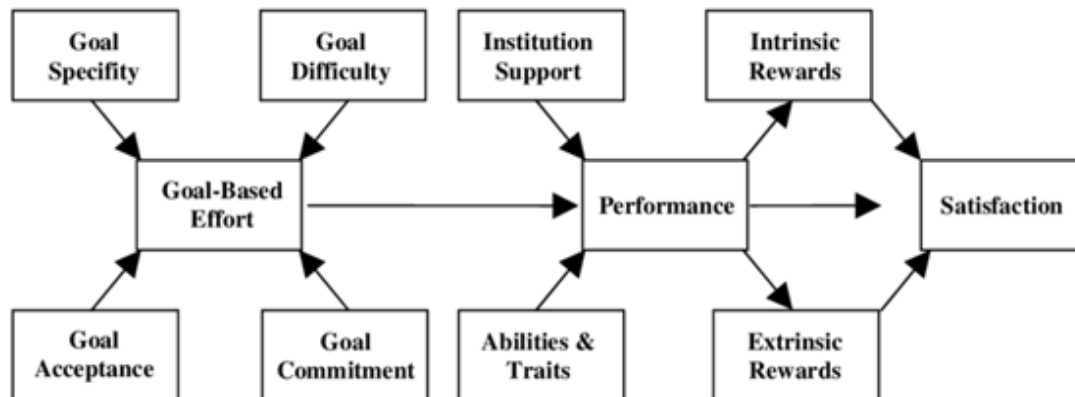 Goal
Specifity
Goal
Difficulty
Institution
Support
Intrinsic
Rewards
Goal-Based
Effort
Performance
Satisfaction
Goal
Acceptance
Goal
Commitment
Abilities &
Traits
Extrinsic
Rewards